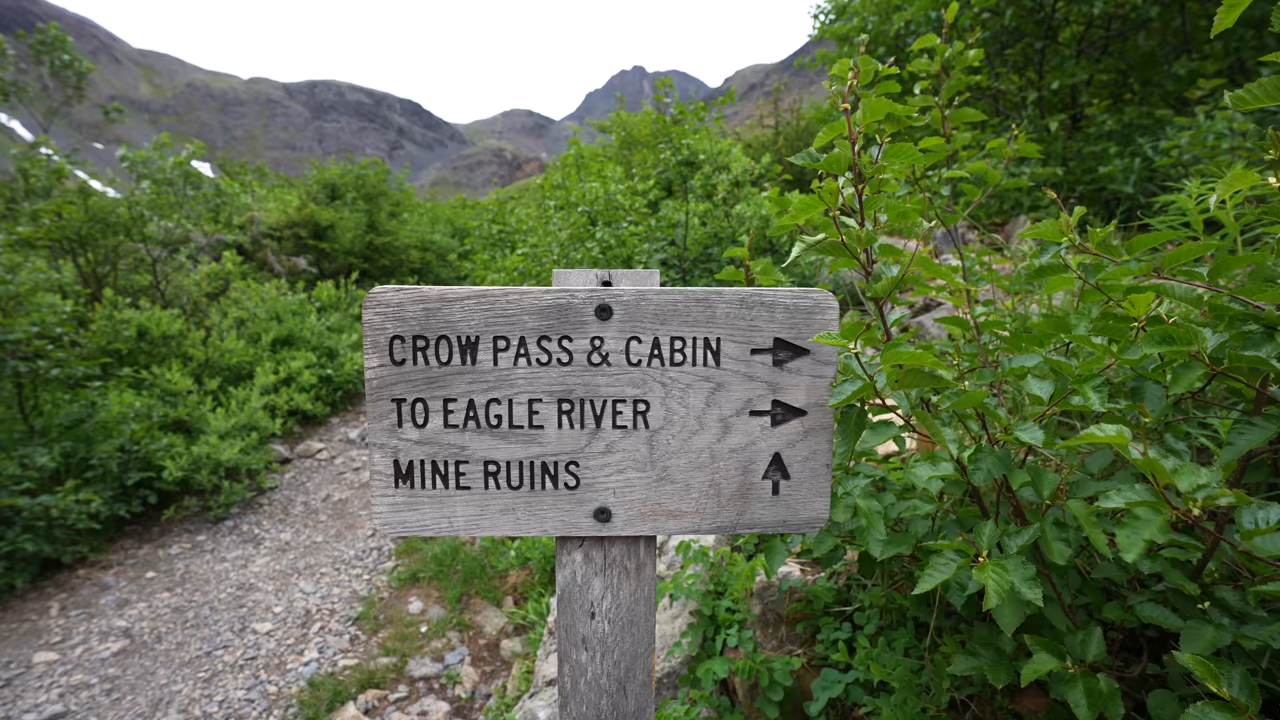 CROW PASS & CABIN →
TO EAGLE RIVER →
MINE RUINS ↑